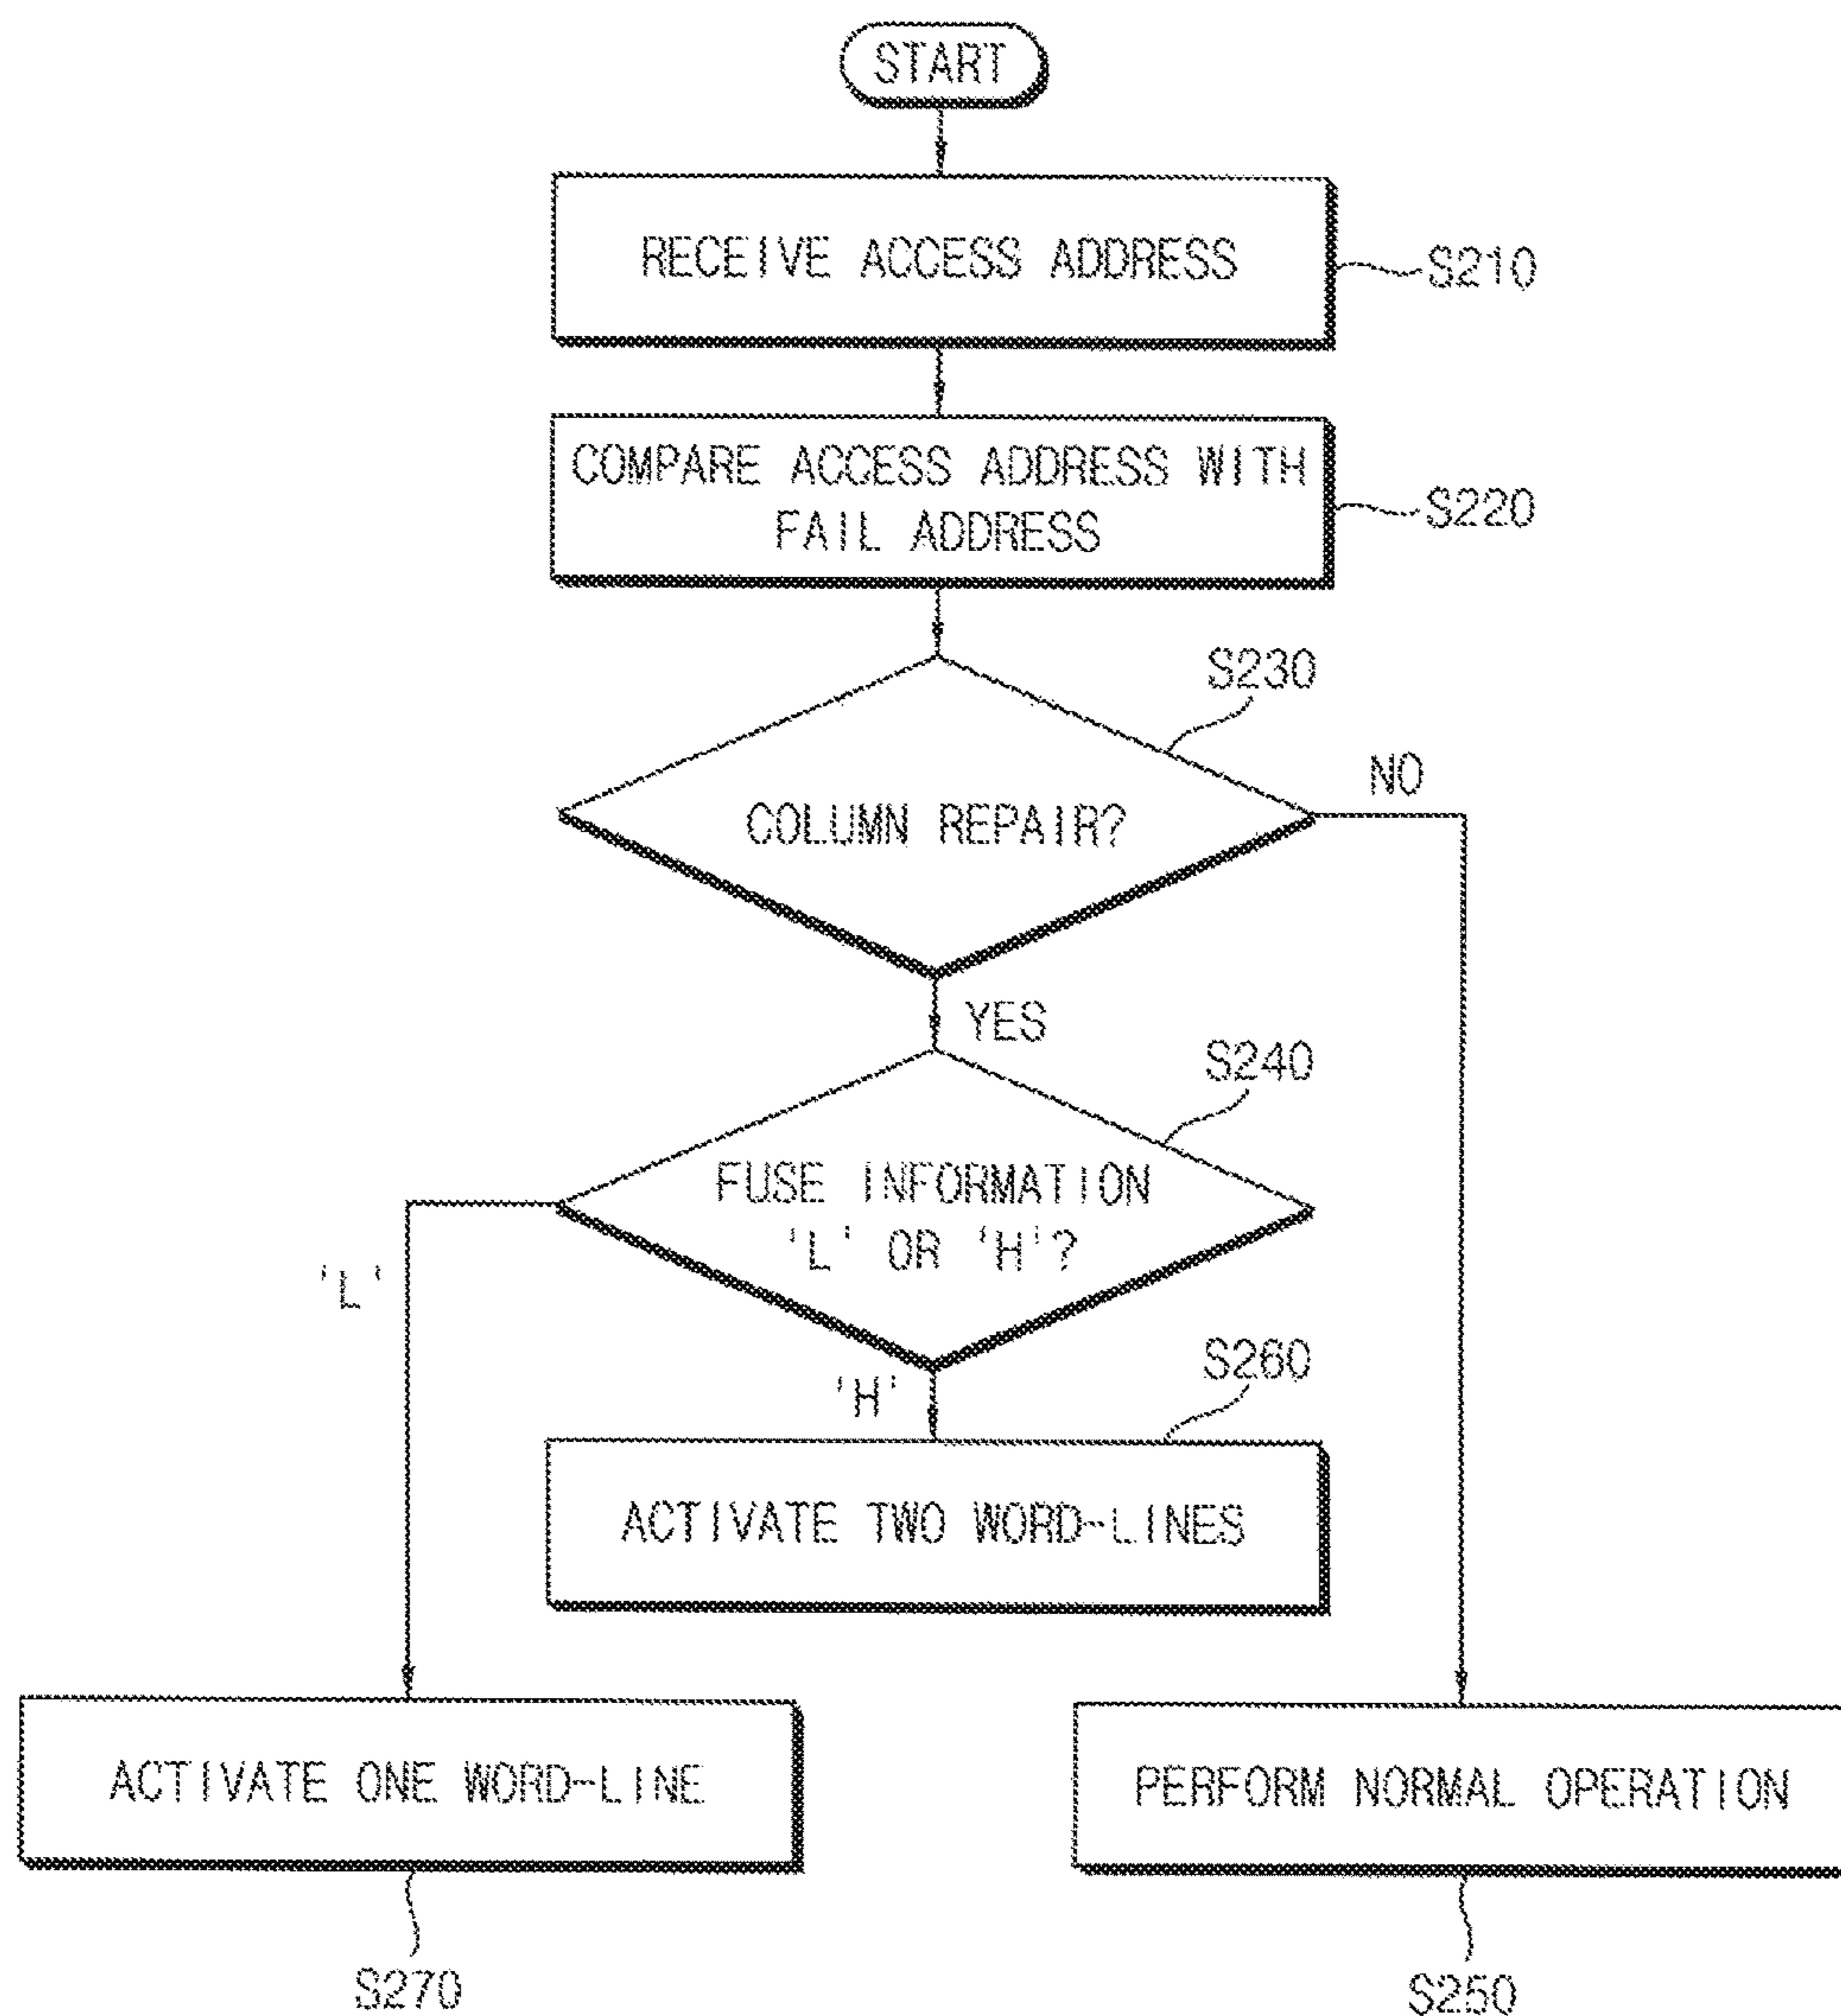 START
RECEIVE ACCESS ADDRESS
S210
COMPARE ACCESS ADDRESS WITH
FAIL ADDRESS
S220
S230
COLUMN REPAIR?
NO
YES
S240
FUSE INFORMATION
'L' OR 'H'?
'L'
'H'
S260
ACTIVATE TWO WORD-LINES
ACTIVATE ONE WORD-LINE
PERFORM NORMAL OPERATION
S270
S250